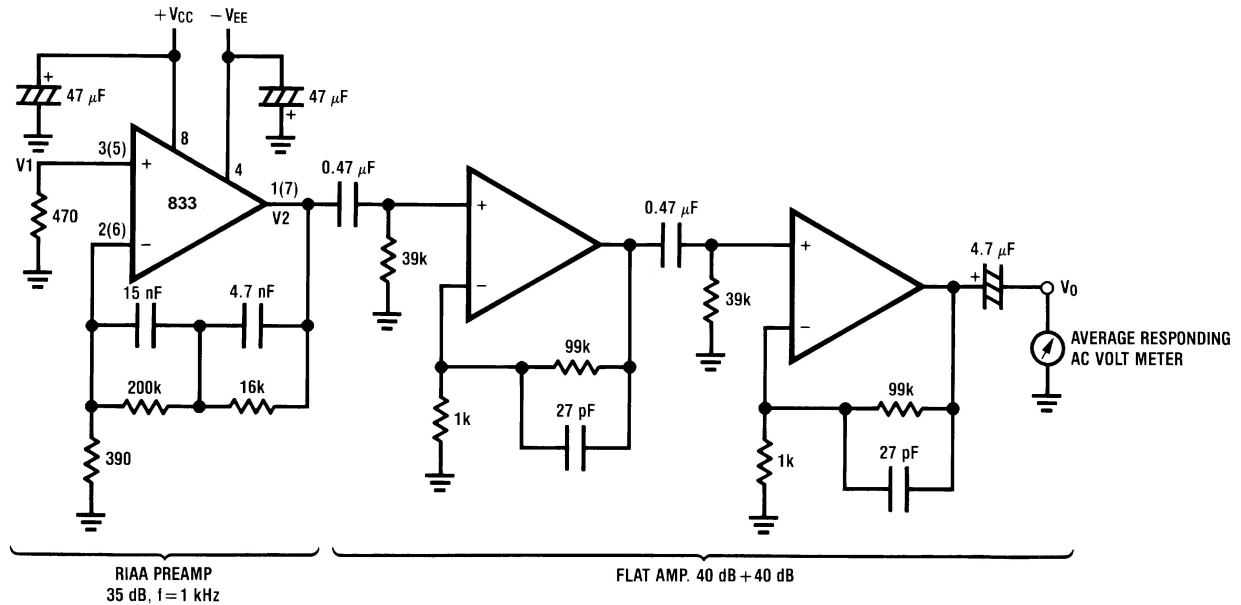 +VCC
−VEE
+
47 μF
47 μF
+
8
3(5)
V1
+
4
0.47 μF
833
1(7)
V2
470
2(6)
−
+
0.47 μF
39k
15 nF
4.7 nF
−
+
4.7 μF
+
VO
39k
99k
−
AVERAGE RESPONDING
AC VOLT METER
200k
16k
27 pF
99k
1k
390
1k
27 pF
RIAA PREAMP
35 dB, f=1 kHz
FLAT AMP. 40 dB+40 dB